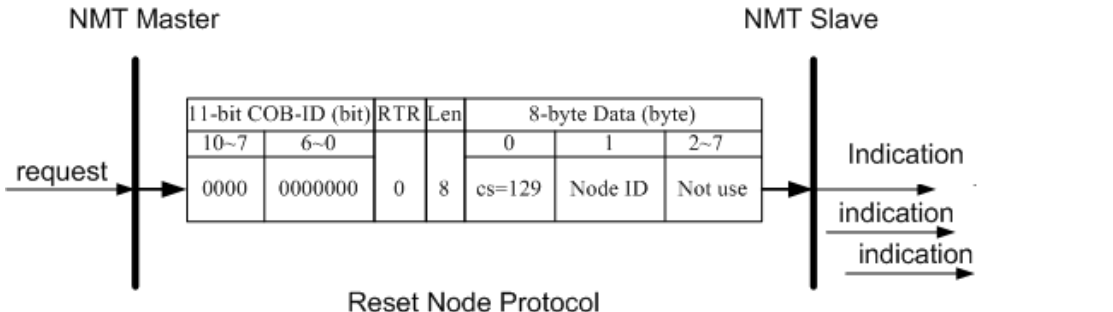 NMT Master NMT Slave
11-bit COB-ID (bit) RTR Len 8-byte Data (byte)
10~7 6~0 0 1 2~7
request 0000 0000000 0 8 cs=129 Node ID Not use Indication
indication
indication
Reset Node Protocol